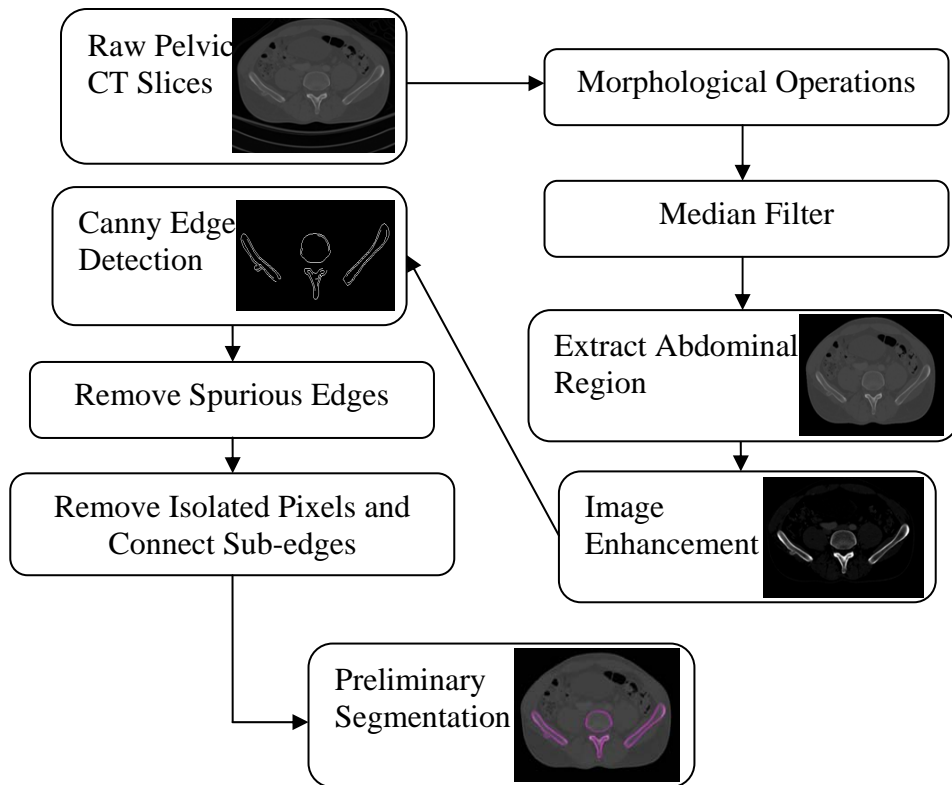 Raw Pelvic
CT Slices
Morphological Operations
Median Filter
Extract Abdominal
Region
Image
Enhancement
Canny Edge
Detection
Remove Spurious Edges
Remove Isolated Pixels and
Connect Sub-edges
Preliminary
Segmentation